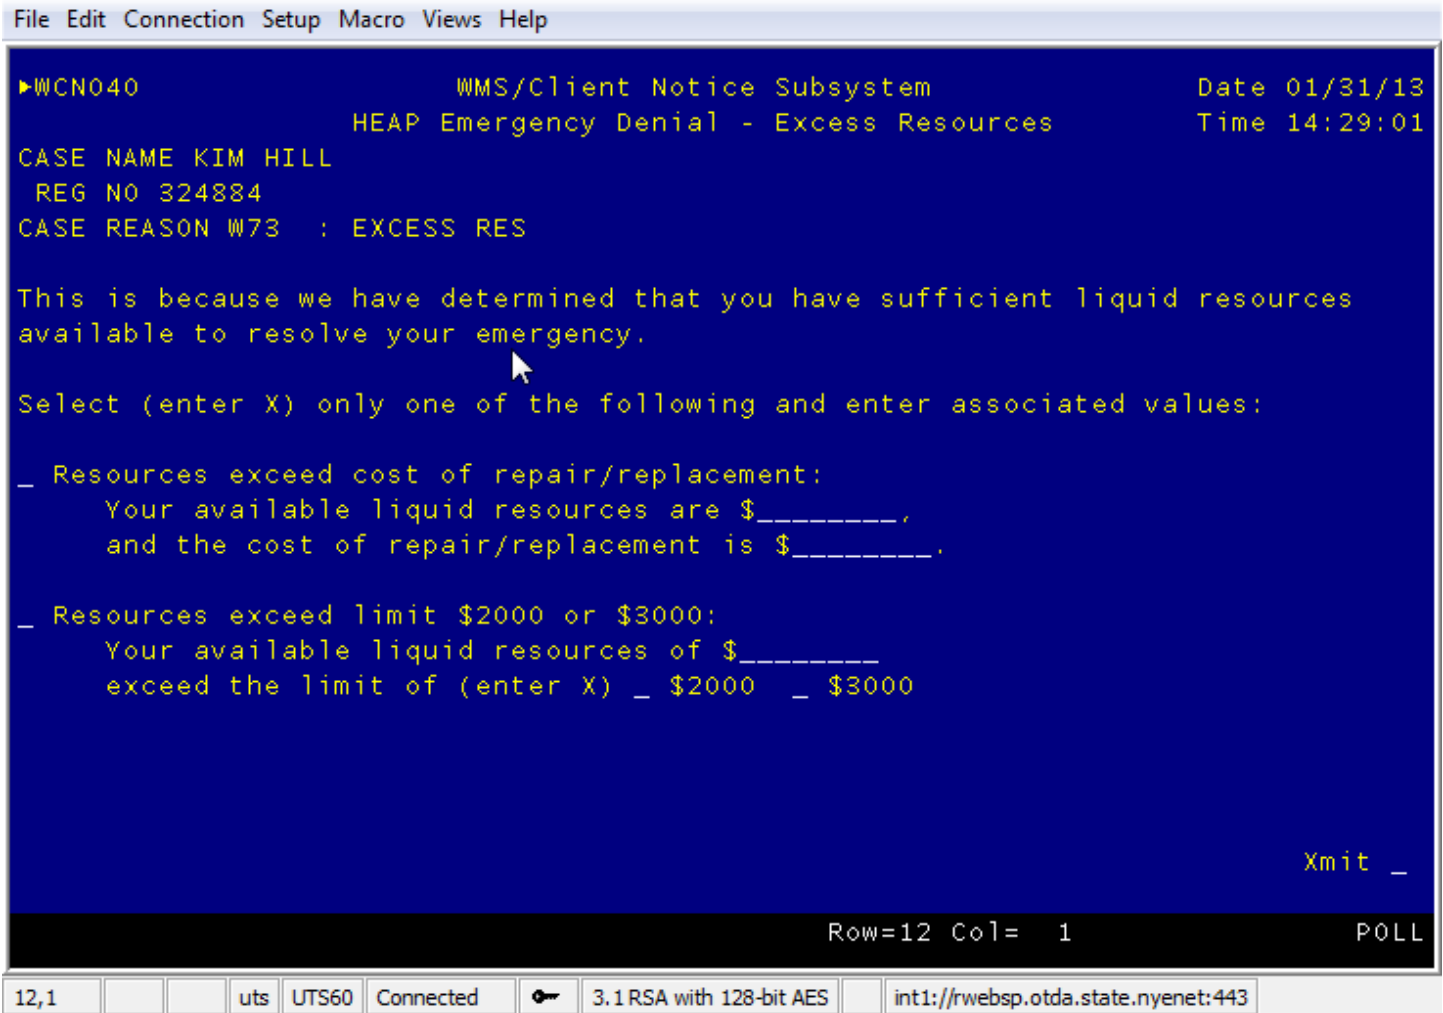 File Edit Connection Setup Macro Views Help
►WCN040 WMS/Client Notice Subsystem Date 01/31/13
HEAP Emergency Denial - Excess Resources Time 14:29:01
CASE NAME KIM HILL
REG NO 324884
CASE REASON W73 : EXCESS RES
This is because we have determined that you have sufficient liquid resources
available to resolve your emergency.
Select (enter X) only one of the following and enter associated values:
_ Resources exceed cost of repair/replacement:
Your available liquid resources are $________,
and the cost of repair/replacement is $________.
_ Resources exceed limit $2000 or $3000:
Your available liquid resources of $________
exceed the limit of (enter X) _ $2000 _ $3000
Xmit _
Row=12 Col= 1 POLL
12,1 uts UTS60 Connected 3.1 RSA with 128-bit AES int1://rwebsp.otda.state.nyenet:443